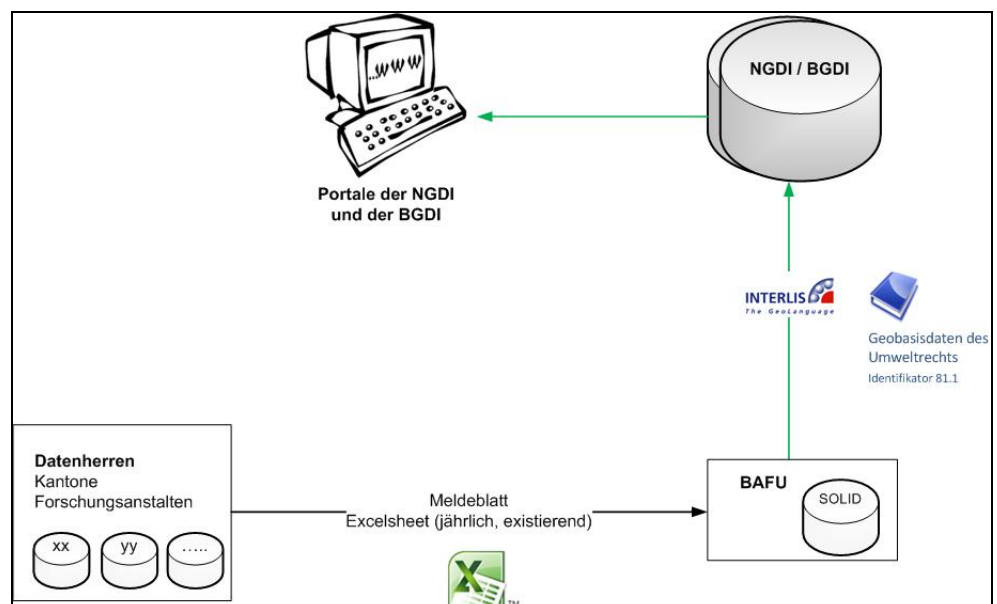 ...WWW
NGDI / BGDI
Portale der NGDI
und der BGDI
INTERLIS
The GeoLanguage
Geobasisdaten des
Umweltrechts
Identifikator 81.1
Datenherren
Kantone
Forschungsanstalten
xx
yy
.....
Meldeblatt
Excelsheet (jährlich, existierend)
BAFU
SOLID
X
TM